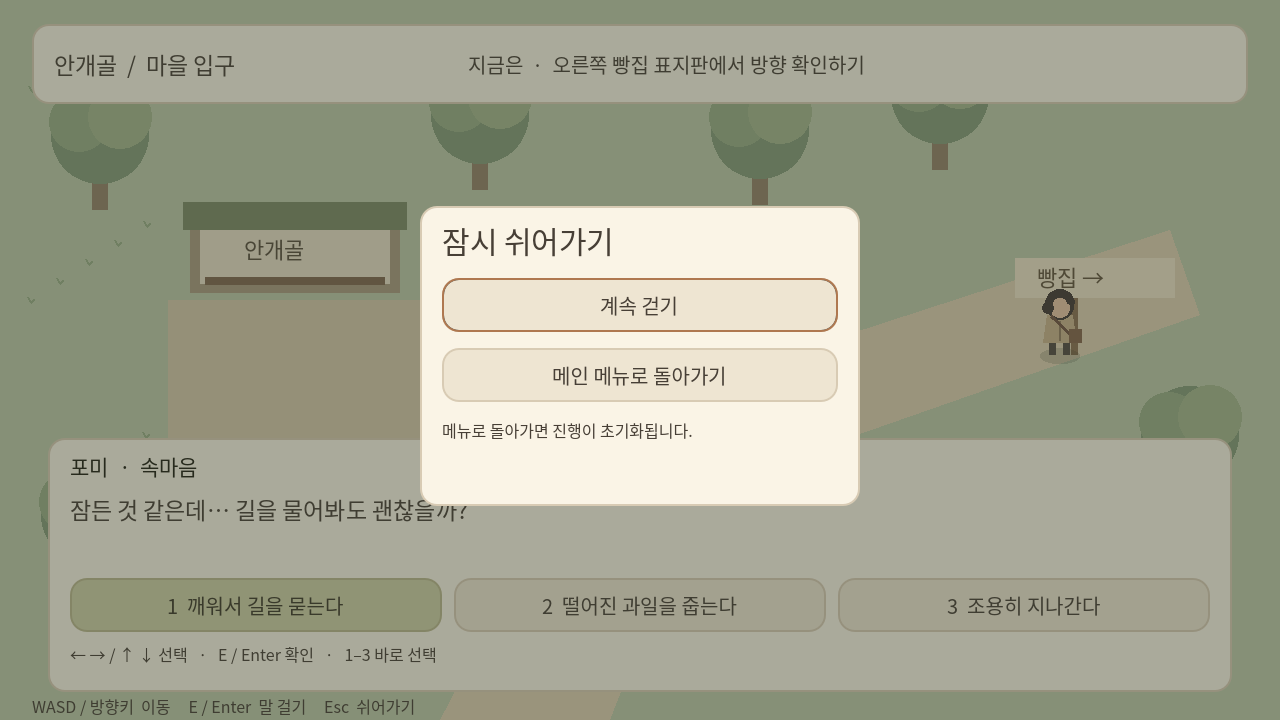 안개골 / 마을 입구
지금은 · 오른쪽 빵집 표지판에서 방향 확인하기
안개골
빵집 →
잠시 쉬어가기
계속 걷기
메인 메뉴로 돌아가기
메뉴로 돌아가면 진행이 초기화됩니다.
포미 · 속마음
잠든 것 같은데… 길을 물어봐도 괜찮을까?
1 깨워서 길을 묻는다
2 떨어진 과일을 줍는다
3 조용히 지나간다
←→/↑↓ 선택 · E / Enter 확인 · 1–3 바로 선택
WASD / 방향키 이동 E / Enter 말 걸기 Esc 쉬어가기